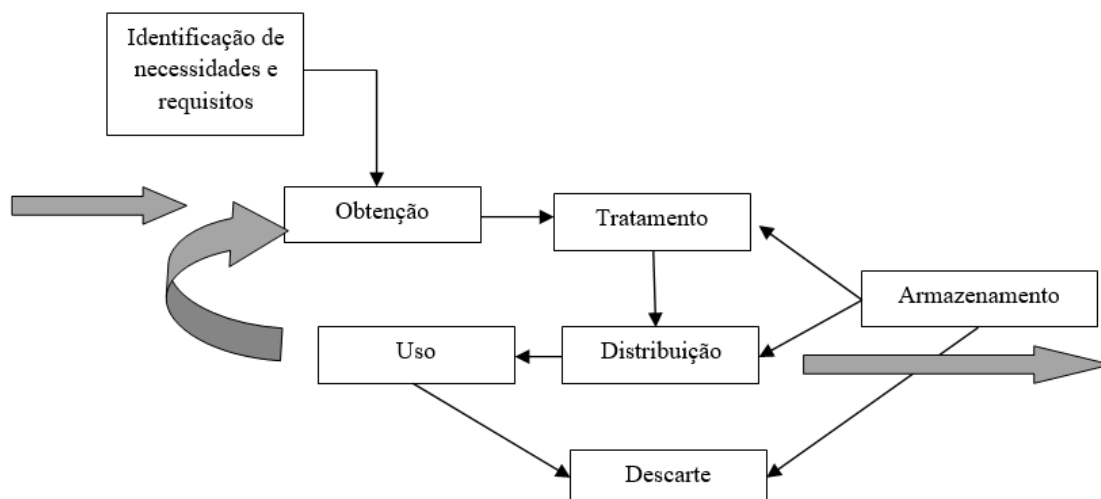 Identificação de
necessidades e
requisitos
Obtenção
Tratamento
Armazenamento
Uso
Distribuição
Descarte